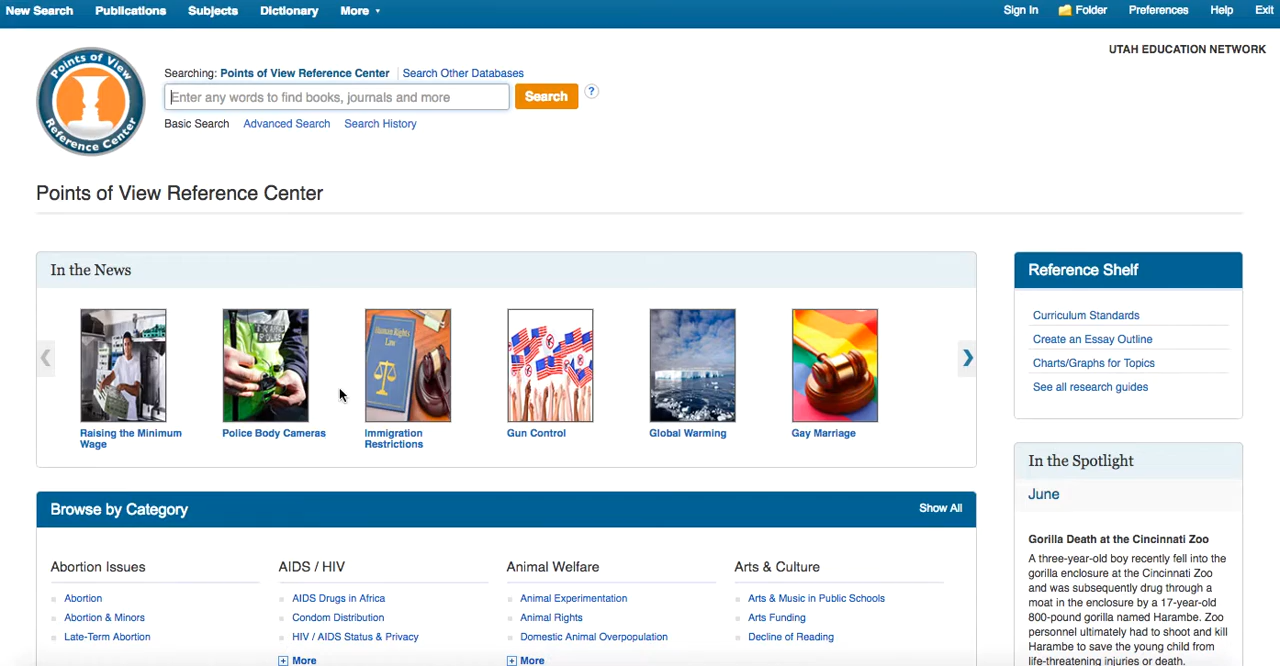 New Search Publications Subjects Dictionary More
Sign In Folder Preferences Help Exit
UTAH EDUCATION NETWORK
Points of View
Reference Center
Searching: Points of View Reference Center Search Other Databases
Enter any words to find books, journals and more
Search
?
Basic Search Advanced Search Search History
Points of View Reference Center
In the News
Human Rights
Law
Raising the Minimum
Wage
Police Body Cameras
Immigration
Restrictions
Gun Control
Global Warming
Gay Marriage
Reference Shelf
Curriculum Standards
Create an Essay Outline
Charts/Graphs for Topics
See all research guides
Browse by Category
Show All
Abortion Issues
Abortion
Abortion & Minors
Late-Term Abortion
AIDS / HIV
AIDS Drugs in Africa
Condom Distribution
HIV / AIDS Status & Privacy
More
Animal Welfare
Animal Experimentation
Animal Rights
Domestic Animal Overpopulation
More
Arts & Culture
Arts & Music in Public Schools
Arts Funding
Decline of Reading
In the Spotlight
June
Gorilla Death at the Cincinnati Zoo
A three-year-old boy recently fell into the
gorilla enclosure at the Cincinnati Zoo
and was subsequently drug through a
moat in the enclosure by a 17-year-old
800-pound gorilla named Harambe. Zoo
personnel ultimately had to shoot and kill
Harambe to save the young child from
life-threatening injuries or death.